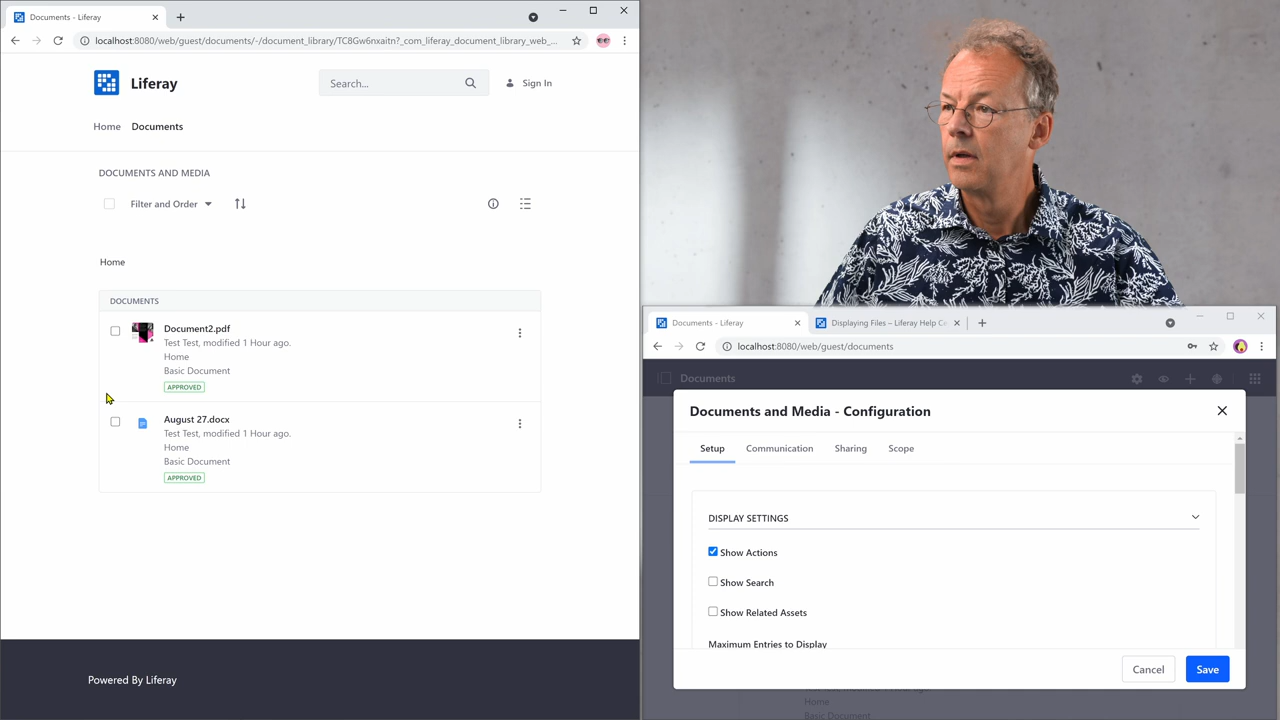 Documents - Liferay
localhost:8080/web/guest/documents/-/document_library/TC8Gw6nxaitn?_com_liferay_document_library_web_...
Liferay
Search...
Sign In
Home
Documents
DOCUMENTS AND MEDIA
Filter and Order
Home
DOCUMENTS
Document2.pdf
Test Test, modified 1 Hour ago.
Home
Basic Document
APPROVED
August 27.docx
Test Test, modified 1 Hour ago.
Home
Basic Document
APPROVED
Powered By Liferay
Documents - Liferay
Displaying Files – Liferay Help Ce
localhost:8080/web/guest/documents
Documents
Documents and Media - Configuration
Setup
Communication
Sharing
Scope
DISPLAY SETTINGS
Show Actions
Show Search
Show Related Assets
Maximum Entries to Display
Cancel
Save
Home
Basic Document